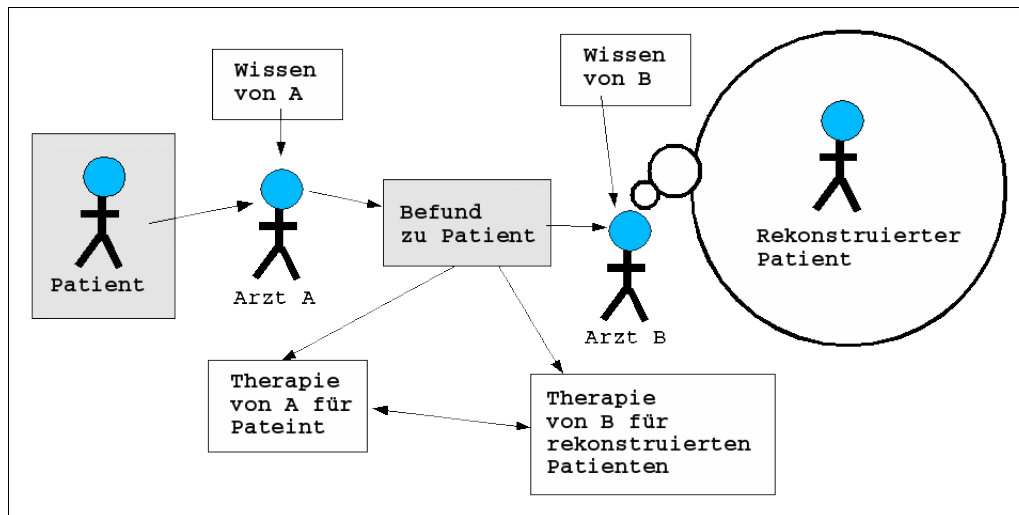 Wissen
von A
Wissen
von B
Patient
Arzt A
Befund
zu Patient
Arzt B
Rekonstruierter
Patient
Therapie
von A für
Pateint
Therapie
von B für
rekonstruierten
Patienten